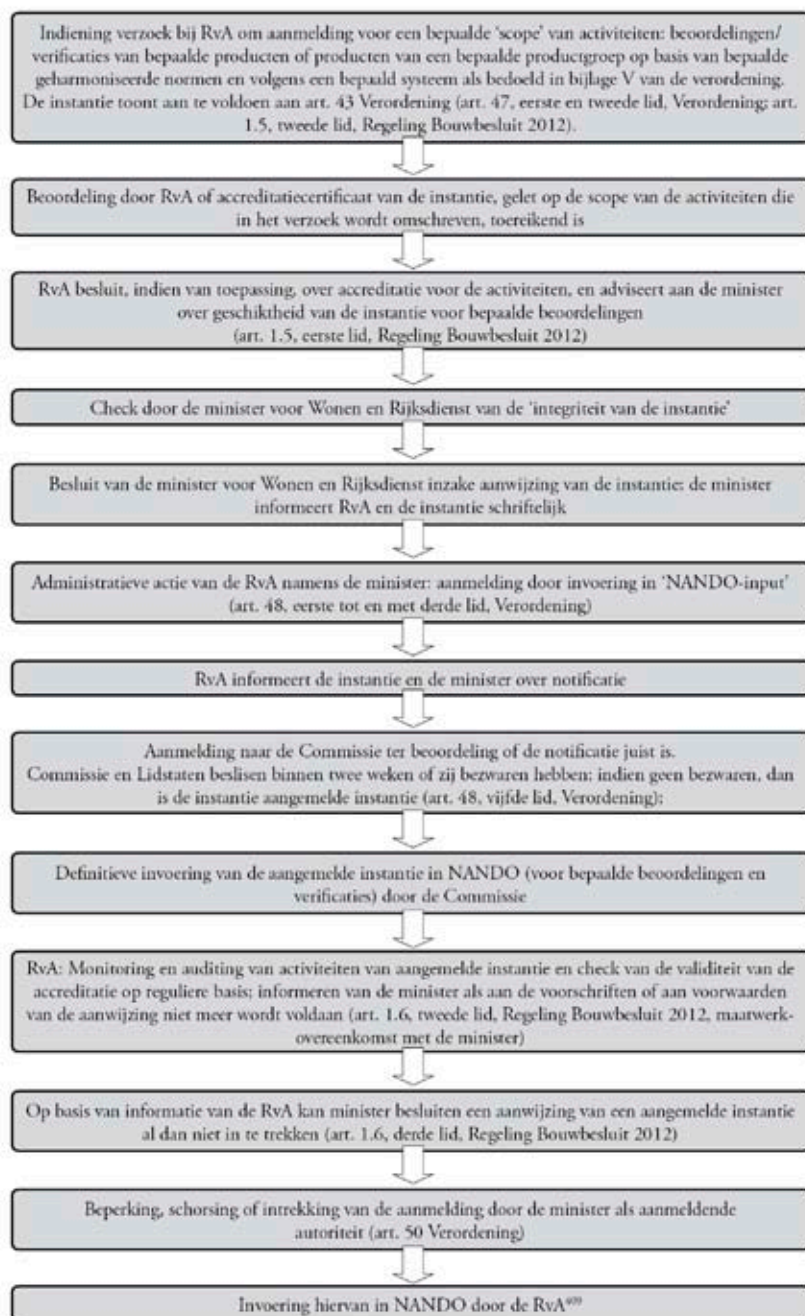 Indiening verzoek bij RvA om aanmelding voor een bepaalde ‘scope’ van activiteiten: beoordelingen/
verificaties van bepaalde producten of producten van een bepaalde productgroep op basis van bepaalde
geharmoniseerde normen en volgens een bepaald systeem als bedoeld in bijlage V van de verordening.
De instantie toont aan te voldoen aan art. 43 Verordening (art. 47, eerste en tweede lid, Verordening; art.
1.5, tweede lid, Regeling Bouwbesluit 2012).
Beoordeling door RvA of accreditatiecertificaat van de instantie, gelet op de scope van de activiteiten die
in het verzoek wordt omschreven, toereikend is
RvA besluit, indien van toepassing, over accreditatie voor de activiteiten, en adviseert aan de minister
over geschiktheid van de instantie voor bepaalde beoordelingen
(art. 1.5, eerste lid, Regeling Bouwbesluit 2012)
Check door de minister voor Wonen en Rijksdienst van de ‘integriteit van de instantie’
Besluit van de minister voor Wonen en Rijksdienst inzake aanwijzing van de instantie; de minister
informeert RvA en de instantie schriftelijk
Administratieve actie van de RvA namens de minister: aanmelding door invoering in ‘NANDO-input’
(art. 48, eerste tot en met derde lid, Verordening)
RvA informeert de instantie en de minister over notificatie
Aanmelding naar de Commissie ter beoordeling of de notificatie juist is.
Commissie en Lidstaten beslisen binnen twee weken of zij bezwaren hebben: indien geen bezwaren, dan
is de instantie aangemelde instantie (art. 48, vijfde lid, Verordening);
Definitieve invoering van de aangemelde instantie in NANDO (voor bepaalde beoordelingen en
verificaties) door de Commissie
RvA: Monitoring en auditing van activiteiten van aangemelde instantie en check van de validiteit van de
accreditatie op reguliere basis; informeren van de minister als aan de voorschriften of aan voorwaarden
van de aanwijzing niet meer wordt voldaan (art. 1.6, tweede lid, Regeling Bouwbesluit 2012, maatwerk-
overeenkomst met de minister)
Op basis van informatie van de RvA kan minister besluiten een aanwijzing van een aangemelde instantie
al dan niet in te trekken (art. 1.6, derde lid, Regeling Bouwbesluit 2012)
Beperking, schorsing of intrekking van de aanmelding door de minister als aanmeldende
autoriteit (art. 50 Verordening)
Invoering hiervan in NANDO door de RvA